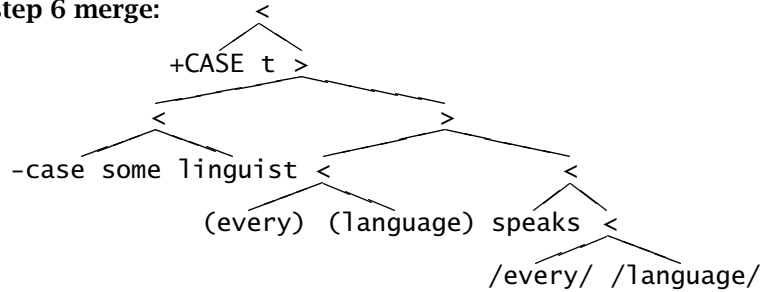 step 6 merge:
<
+CASE t >
< >
-case some linguist < <
(every) (language) speaks <
/every/ /language/